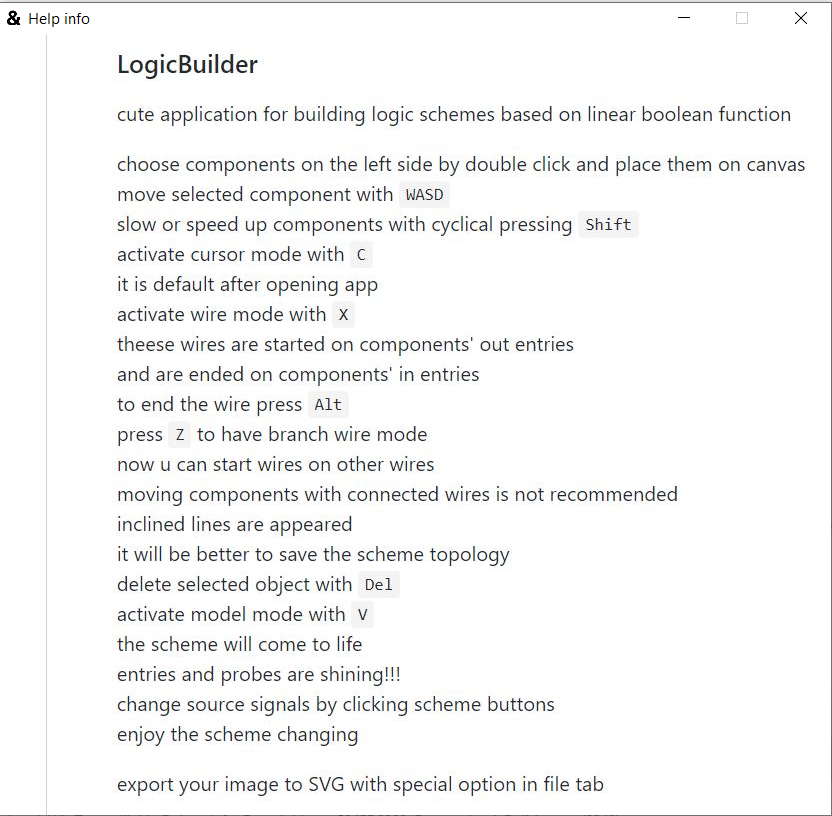 & Help info
LogicBuilder
cute application for building logic schemes based on linear boolean function
choose components on the left side by double click and place them on canvas
move selected component with WASD
slow or speed up components with cyclical pressing Shift
activate cursor mode with C
it is default after opening app
activate wire mode with X
theese wires are started on components' out entries
and are ended on components' in entries
to end the wire press Alt
press Z to have branch wire mode
now u can start wires on other wires
moving components with connected wires is not recommended
inclined lines are appeared
it will be better to save the scheme topology
delete selected object with Del
activate model mode with V
the scheme will come to life
entries and probes are shining!!!
change source signals by clicking scheme buttons
enjoy the scheme changing
export your image to SVG with special option in file tab